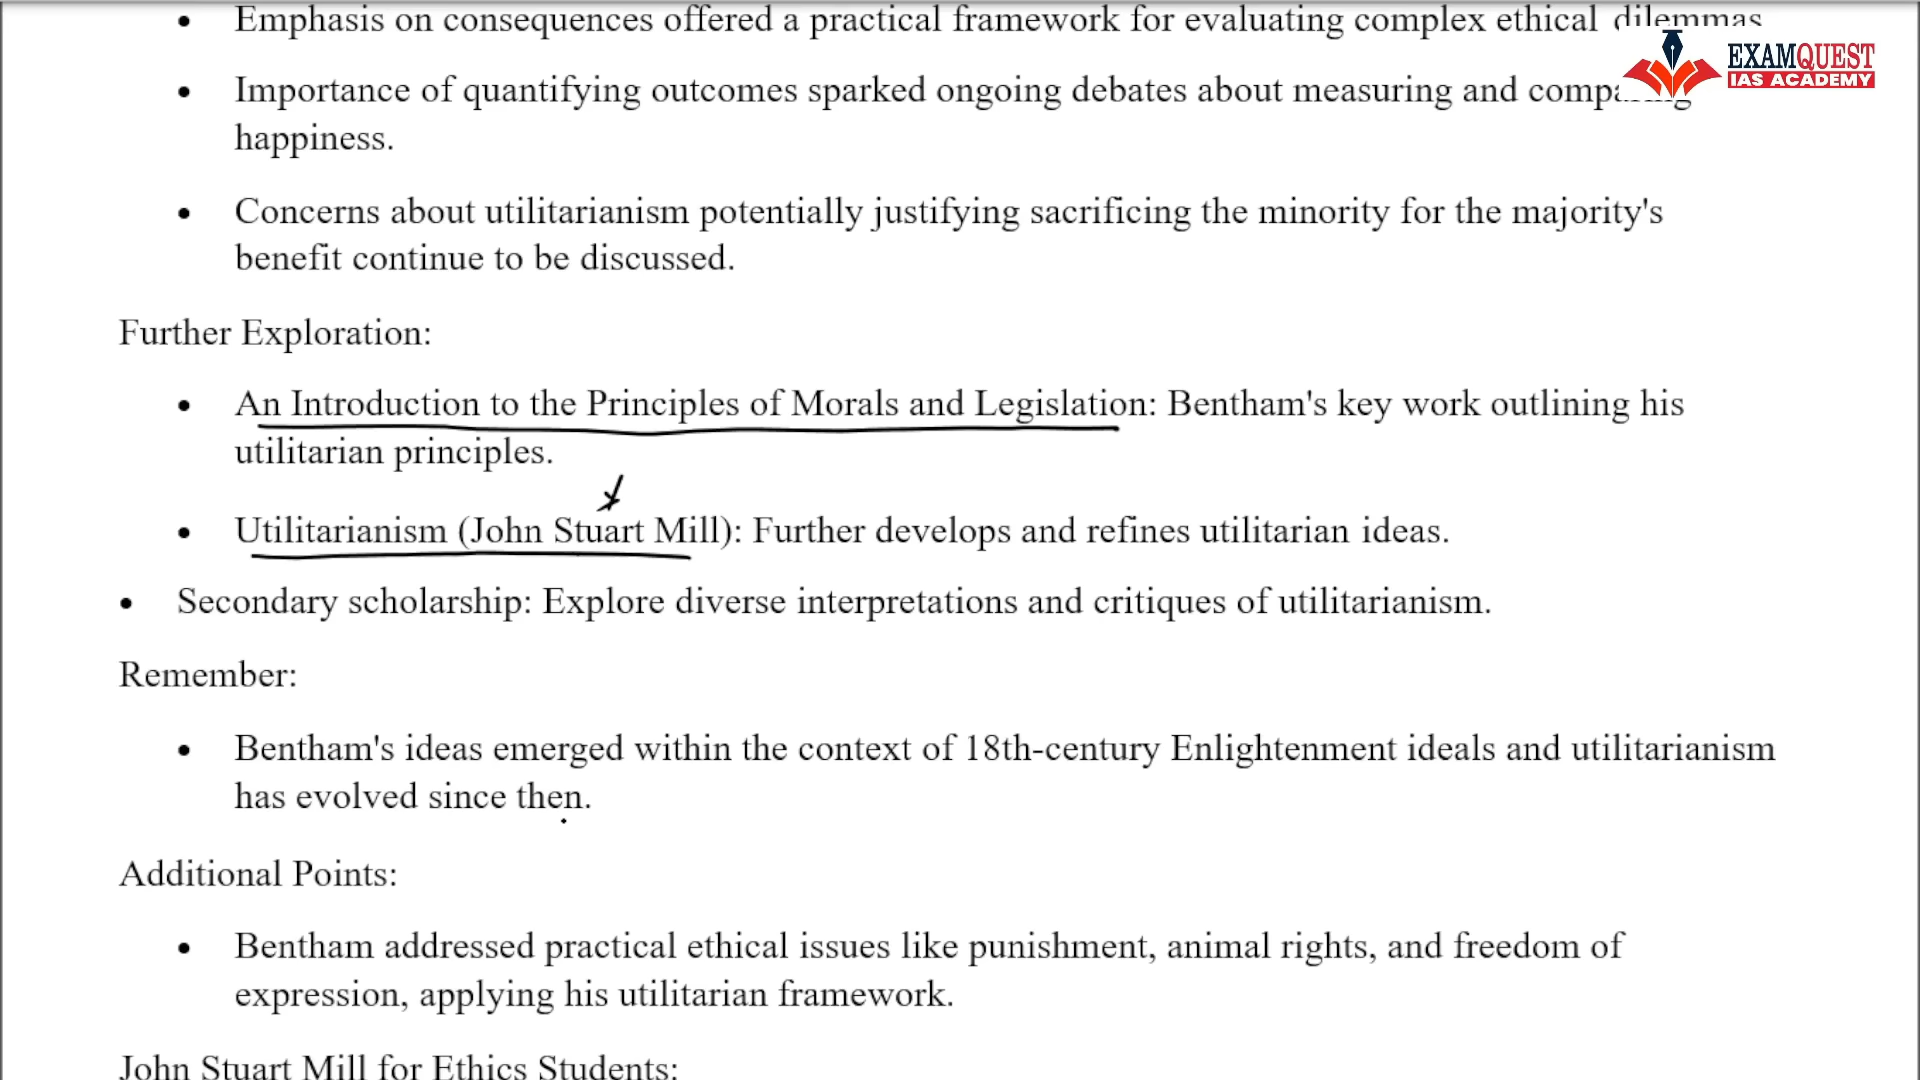 • Emphasis on consequences offered a practical framework for evaluating complex ethical dilemmas
EXAMQUEST
IAS ACADEMY
• Importance of quantifying outcomes sparked ongoing debates about measuring and comparing
happiness.
• Concerns about utilitarianism potentially justifying sacrificing the minority for the majority's
benefit continue to be discussed.
Further Exploration:
• An Introduction to the Principles of Morals and Legislation: Bentham's key work outlining his
utilitarian principles.
• Utilitarianism (John Stuart Mill): Further develops and refines utilitarian ideas.
• Secondary scholarship: Explore diverse interpretations and critiques of utilitarianism.
Remember:
• Bentham's ideas emerged within the context of 18th-century Enlightenment ideals and utilitarianism
has evolved since then.
Additional Points:
• Bentham addressed practical ethical issues like punishment, animal rights, and freedom of
expression, applying his utilitarian framework.
John Stuart Mill for Ethics Students: